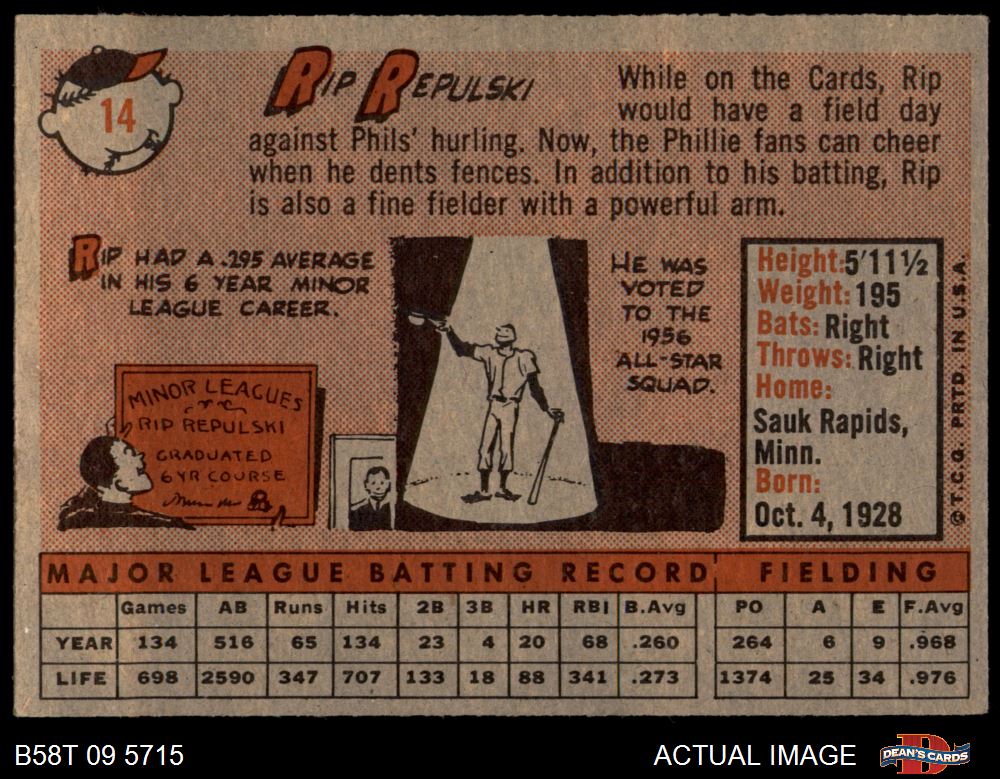 14
RIP REPULSKI
While on the Cards, Rip
would have a field day
against Phils' hurling. Now, the Phillie fans can cheer
when he dents fences. In addition to his batting, Rip
is also a fine fielder with a powerful arm.
RIP HAD A .295 AVERAGE
IN HIS 6 YEAR MINOR
LEAGUE CAREER.
MINOR LEAGUES
RIP REPULSKI
GRADUATED
6 YR COURSE
HE WAS
VOTED
TO THE
1956
ALL-STAR
SQUAD.
Height: 5'11½
Weight: 195
Bats: Right
Throws: Right
Home:
Sauk Rapids,
Minn.
Born:
Oct. 4, 1928
© T.C.G. PRTD. IN U.S.A.
MAJOR LEAGUE BATTING RECORD FIELDING
Games AB Runs Hits 2B 3B HR RBI B.Avg PO A E F.Avg
YEAR 134 516 65 134 23 4 20 68 .260 264 6 9 .968
LIFE 698 2590 347 707 133 18 88 341 .273 1374 25 34 .976
B58T 09 5715
ACTUAL IMAGE
DEAN'S CARDS